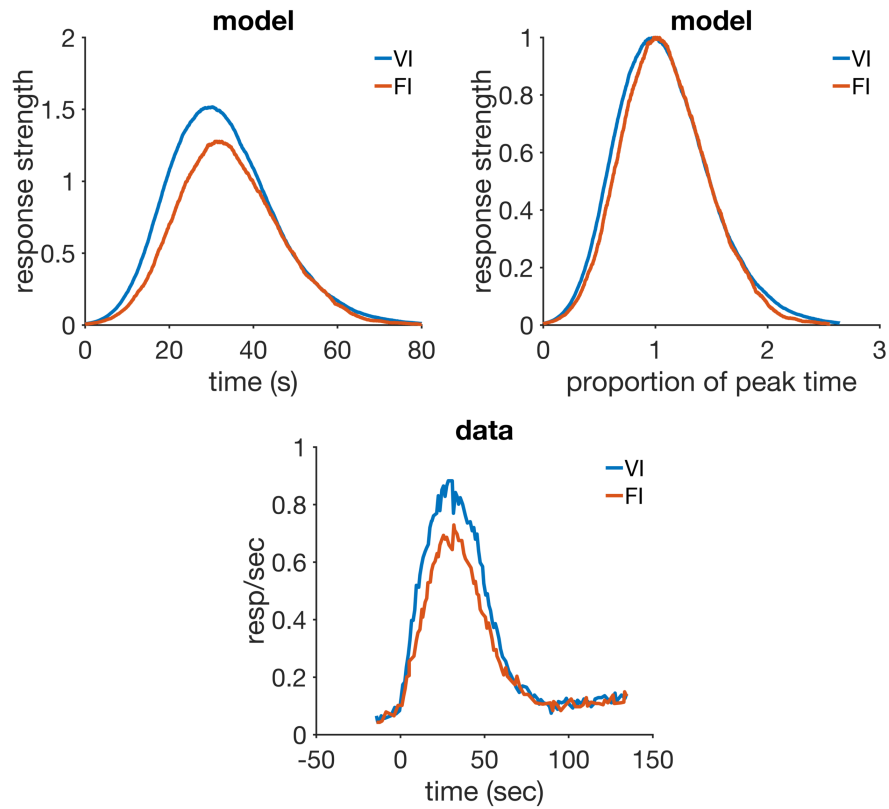 model
2
1.5
1
0.5
0
response strength
VI
FI
0 20 40 60 80
time (s)
model
1
0.8
0.6
0.4
0.2
0
response strength
VI
FI
0 1 2 3
proportion of peak time
data
1
0.8
0.6
0.4
0.2
0
resp/sec
VI
FI
-50 0 50 100 150
time (sec)